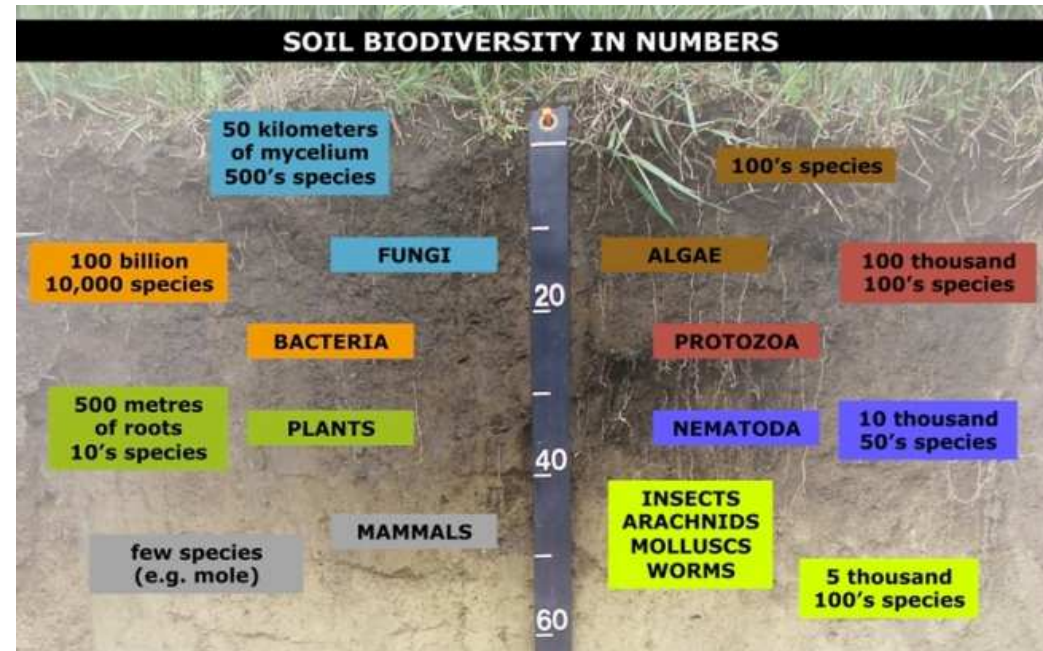 SOIL BIODIVERSITY IN NUMBERS
50 kilometers
of mycelium
500's species
100's species
FUNGI
ALGAE
100 billion
10,000 species
100 thousand
100's species
20
BACTERIA
PROTOZOA
500 metres
of roots
10's species
PLANTS
NEMATODA
10 thousand
50's species
40
INSECTS
ARACHNIDS
MOLLUSCS
WORMS
MAMMALS
few species
(e.g. mole)
5 thousand
100's species
60